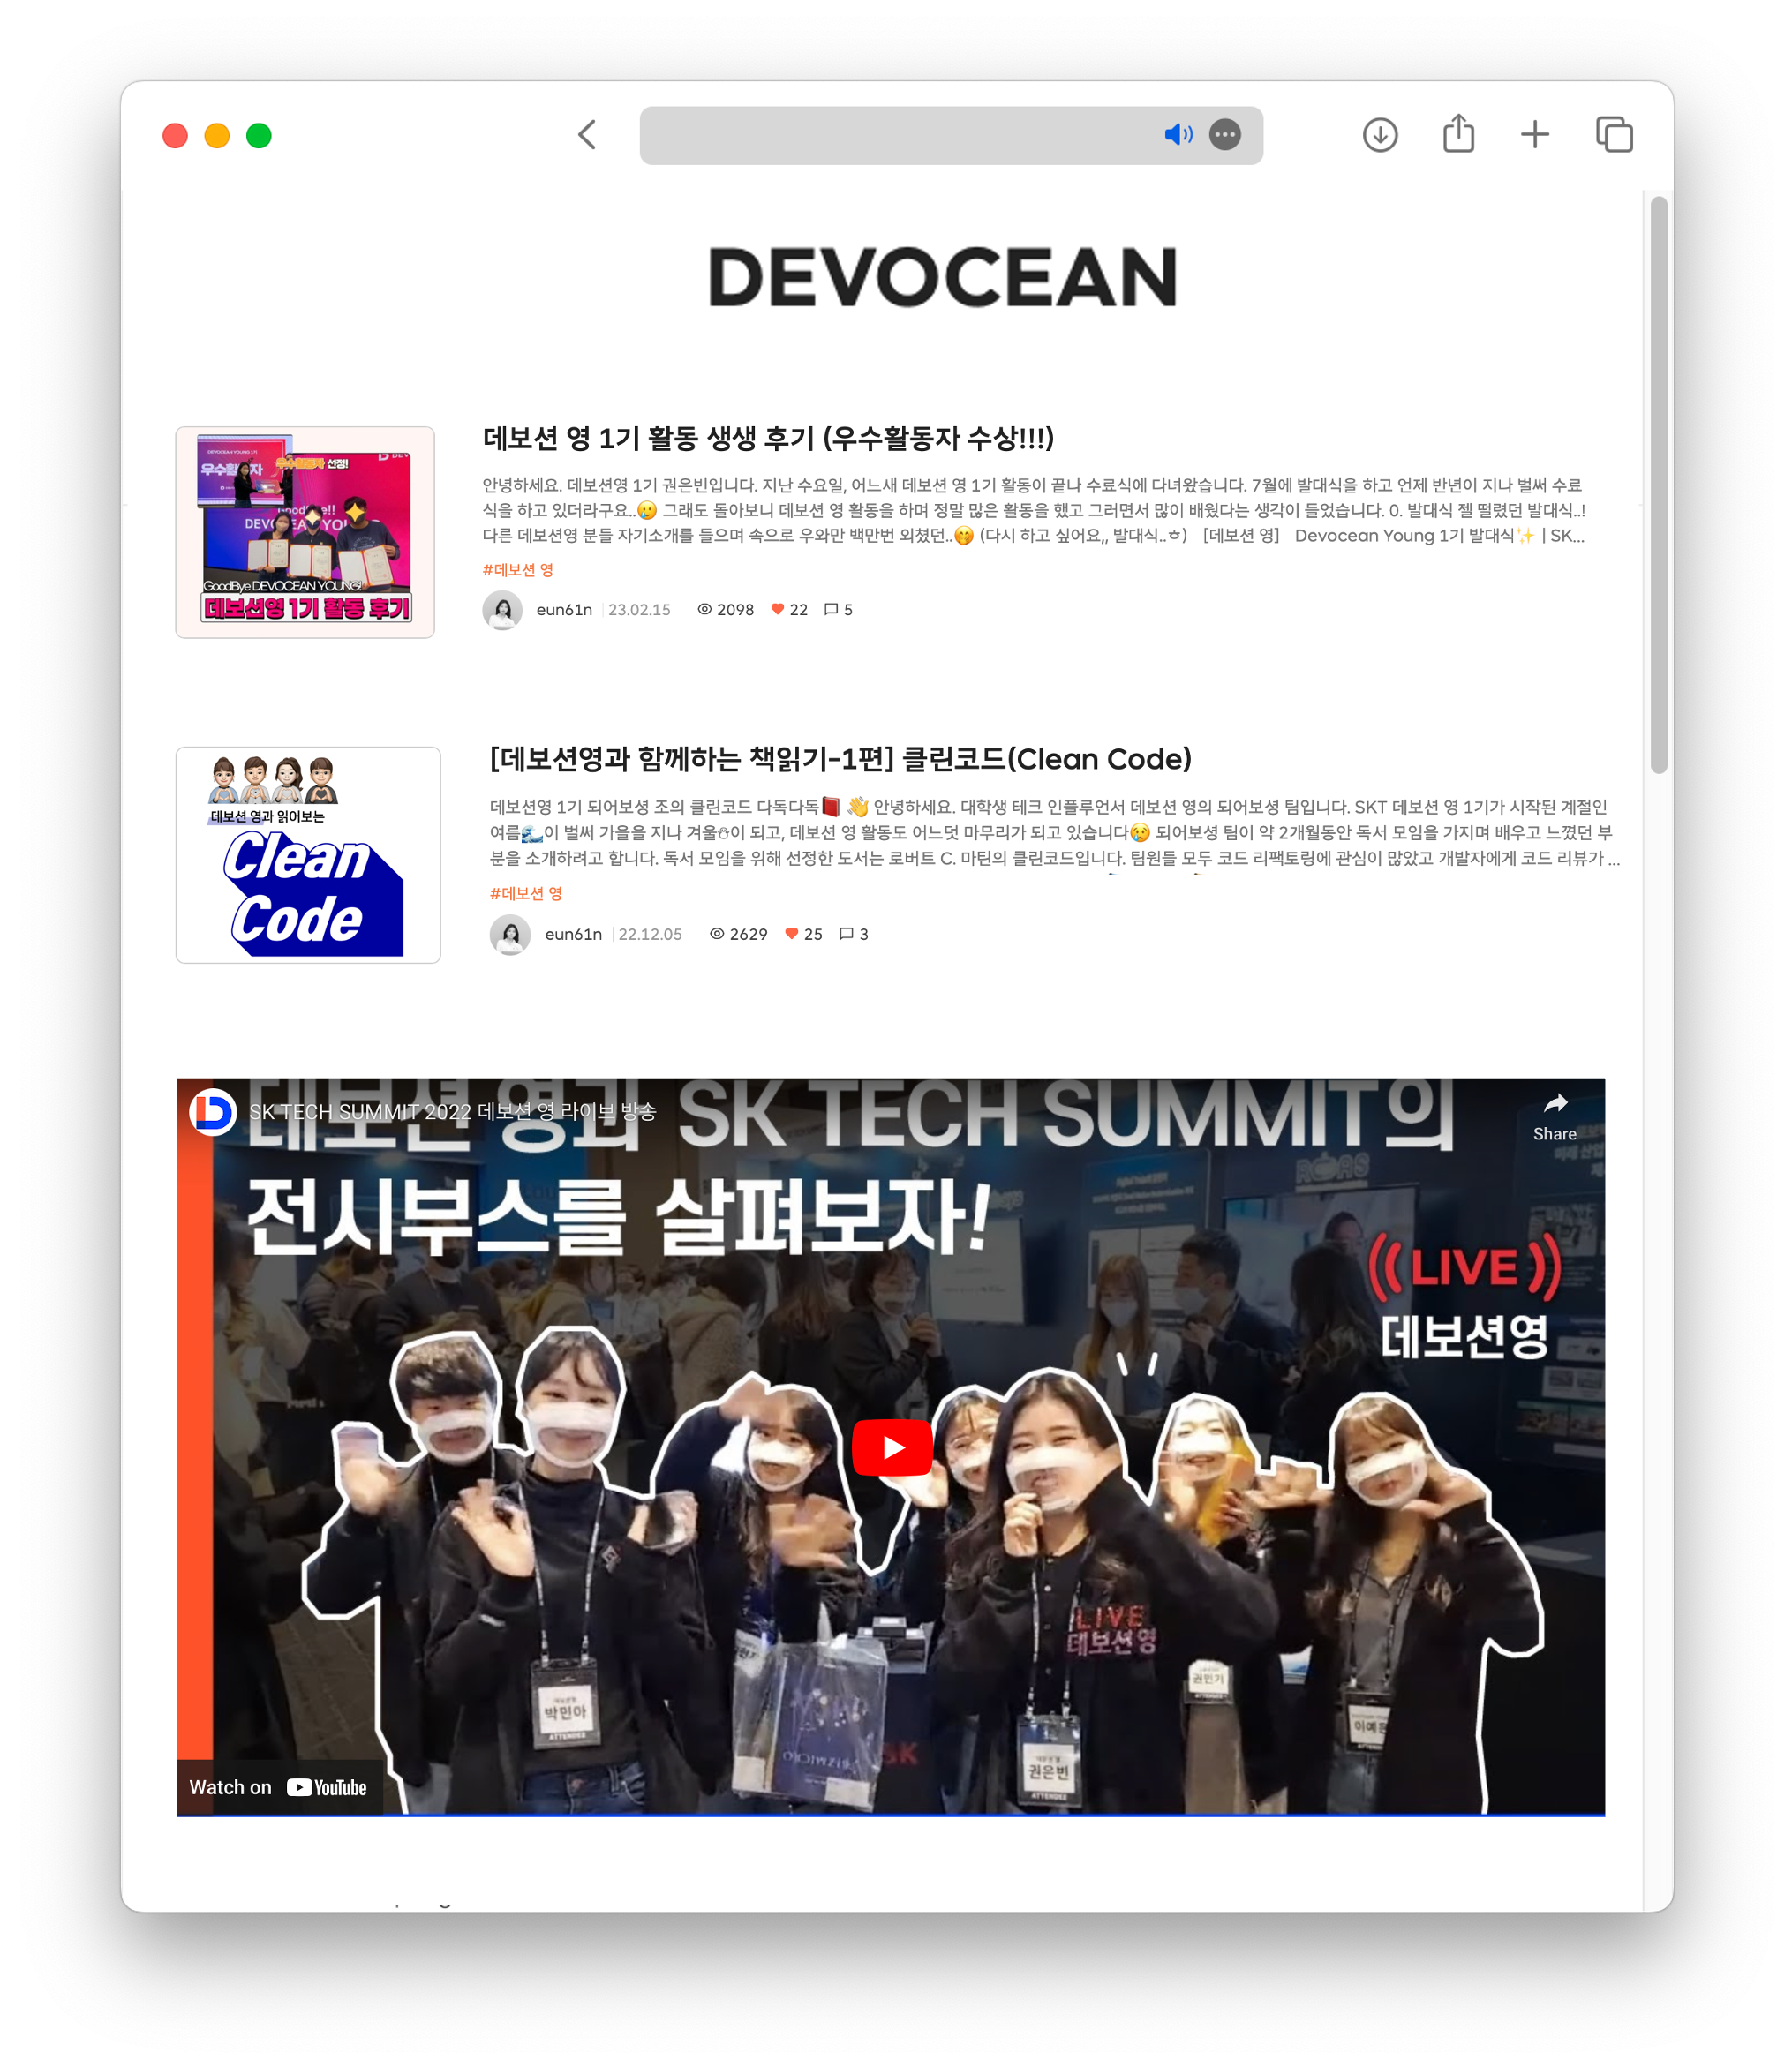 DEVOCEAN
데보션 영 1기 활동 생생 후기 (우수활동자 수상!!!)
안녕하세요. 데보션영 1기 권은빈입니다. 지난 수요일, 어느새 데보션 영 1기 활동이 끝나 수료식에 다녀왔습니다. 7월에 발대식을 하고 언제 반년이 지나 벌써 수료
식을 하고 있더라구요..🥲 그래도 돌아보니 데보션 영 활동을 하며 정말 많은 활동을 했고 그러면서 많이 배웠다는 생각이 들었습니다. 0. 발대식 젤 떨렸던 발대식..!
다른 데보션영 분들 자기소개를 들으며 속으로 우와만 백만번 외쳤던..🤭 (다시 하고 싶어요,, 발대식..ㅎ) [데보션 영] Devocean Young 1기 발대식✨ | SK...
#데보션 영
eun61n 23.02.15 2098 22 5
DEVOCEAN YOUNG
우수활동자
우수활동자 선정!
GoodBye DEVOCEAN YOUNG!
데보션영 1기 활동 후기
[데보션영과 함께하는 책읽기-1편] 클린코드(Clean Code)
데보션영 1기 되어보셩 조의 클린코드 다독다독📕 👋 안녕하세요. 대학생 테크 인플루언서 데보션 영의 되어보셩 팀입니다. SKT 데보션 영 1기가 시작된 계절인
여름🌊이 벌써 가을을 지나 겨울⛄이 되고, 데보션 영 활동도 어느덧 마무리가 되고 있습니다😢 되어보셩 팀이 약 2개월동안 독서 모임을 가지며 배우고 느꼈던 부
분을 소개하려고 합니다. 독서 모임을 위해 선정한 도서는 로버트 C. 마틴의 클린코드입니다. 팀원들 모두 코드 리팩토링에 관심이 많았고 개발자에게 코드 리뷰가 ...
#데보션 영
eun61n 22.12.05 2629 25 3
데보션 영과 읽어보는
Clean
Code
SK TECH SUMMIT 2022 데보션 영 라이브 방송
Share
데보션 영과 SK TECH SUMMIT의
전시부스를 살펴보자!
LIVE
데보션영
LIVE
데보션영
박민아
ATTENDEE
권은빈
ATTENDEE
권민기
SK
Watch on YouTube